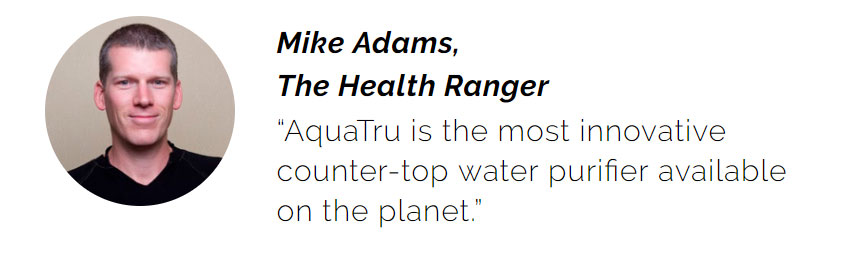 Mike Adams,
The Health Ranger
“AquaTru is the most innovative
counter-top water purifier available
on the planet.”